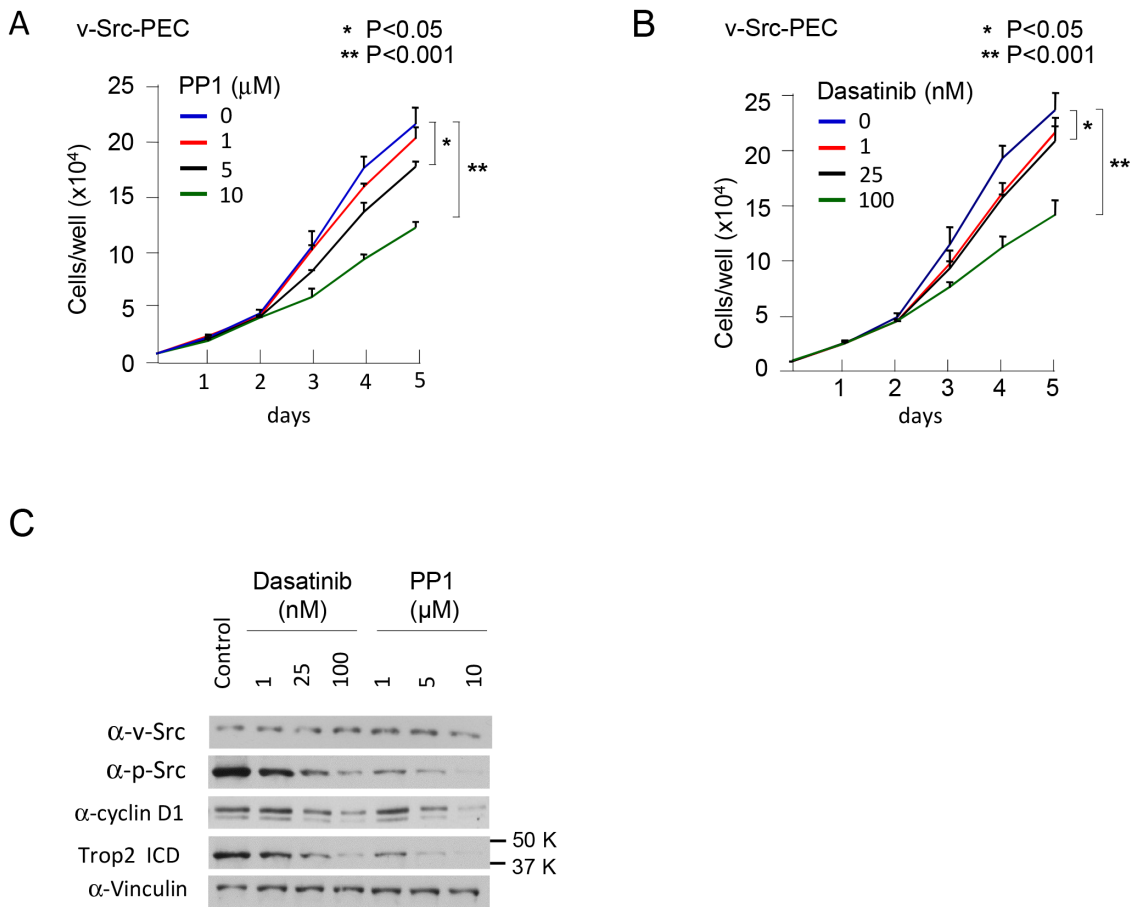 A
v-Src-PEC
* P<0.05
** P<0.001
PP1 (μM)
0
1
5
10
25
20
15
10
5
0
Cells/well (x10⁴)
1 2 3 4 5
days
*
**
B
v-Src-PEC
* P<0.05
** P<0.001
Dasatinib (nM)
0
1
25
100
25
20
15
10
5
0
Cells/well (x10⁴)
1 2 3 4 5
days
*
**
C
Dasatinib
(nM)
PP1
(μM)
Control 1 25 100 1 5 10
α-v-Src
α-p-Src
α-cyclin D1
Trop2 ICD
50 K
37 K
α-Vinculin